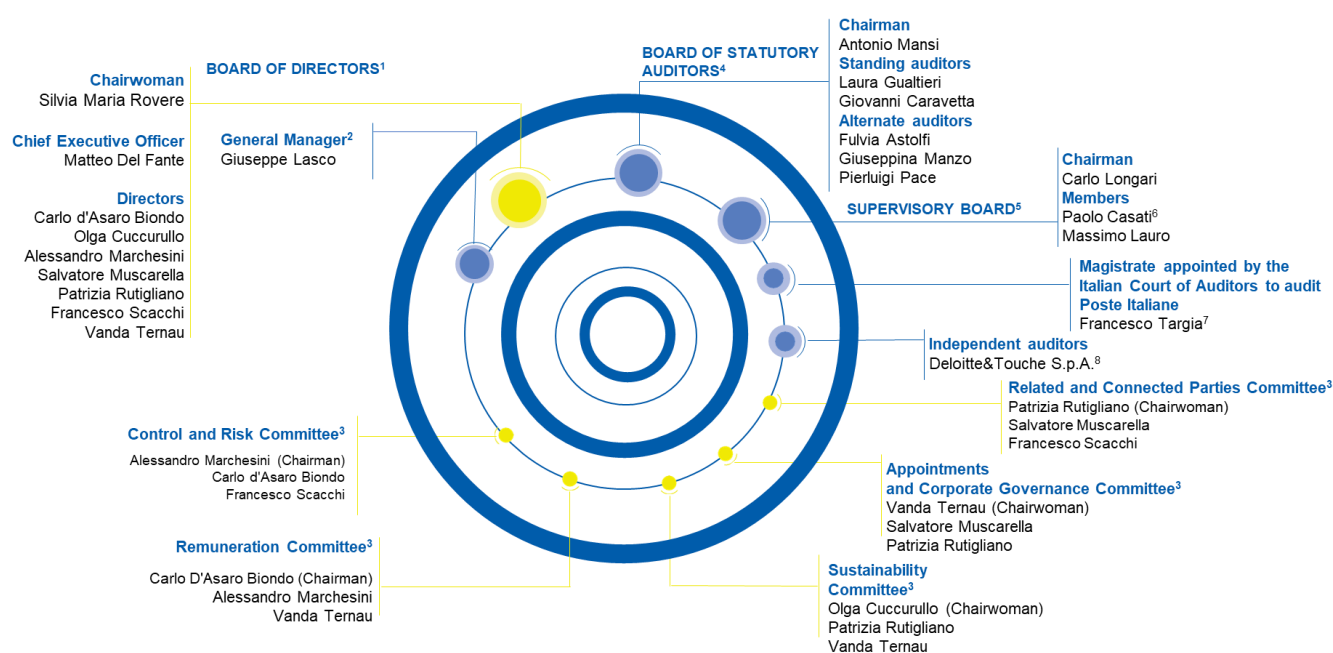 BOARD OF DIRECTORS¹
Chairwoman
Silvia Maria Rovere
Chief Executive Officer
Matteo Del Fante
Directors
Carlo d'Asaro Biondo
Olga Cuccurullo
Alessandro Marchesini
Salvatore Muscarella
Patrizia Rutigliano
Francesco Scacchi
Vanda Ternau
General Manager²
Giuseppe Lasco
BOARD OF STATUTORY
AUDITORS⁴
Chairman
Antonio Mansi
Standing auditors
Laura Gualtieri
Giovanni Caravetta
Alternate auditors
Fulvia Astolfi
Giuseppina Manzo
Pierluigi Pace
SUPERVISORY BOARD⁵
Chairman
Carlo Longari
Members
Paolo Casati⁶
Massimo Lauro
Magistrate appointed by the
Italian Court of Auditors to audit
Poste Italiane
Francesco Targia⁷
Independent auditors
Deloitte&Touche S.p.A.⁸
Related and Connected Parties Committee³
Patrizia Rutigliano (Chairwoman)
Salvatore Muscarella
Francesco Scacchi
Appointments
and Corporate Governance Committee³
Vanda Ternau (Chairwoman)
Salvatore Muscarella
Patrizia Rutigliano
Sustainability
Committee³
Olga Cuccurullo (Chairwoman)
Patrizia Rutigliano
Vanda Ternau
Control and Risk Committee³
Alessandro Marchesini (Chairman)
Carlo d'Asaro Biondo
Francesco Scacchi
Remuneration Committee³
Carlo D'Asaro Biondo (Chairman)
Alessandro Marchesini
Vanda Ternau